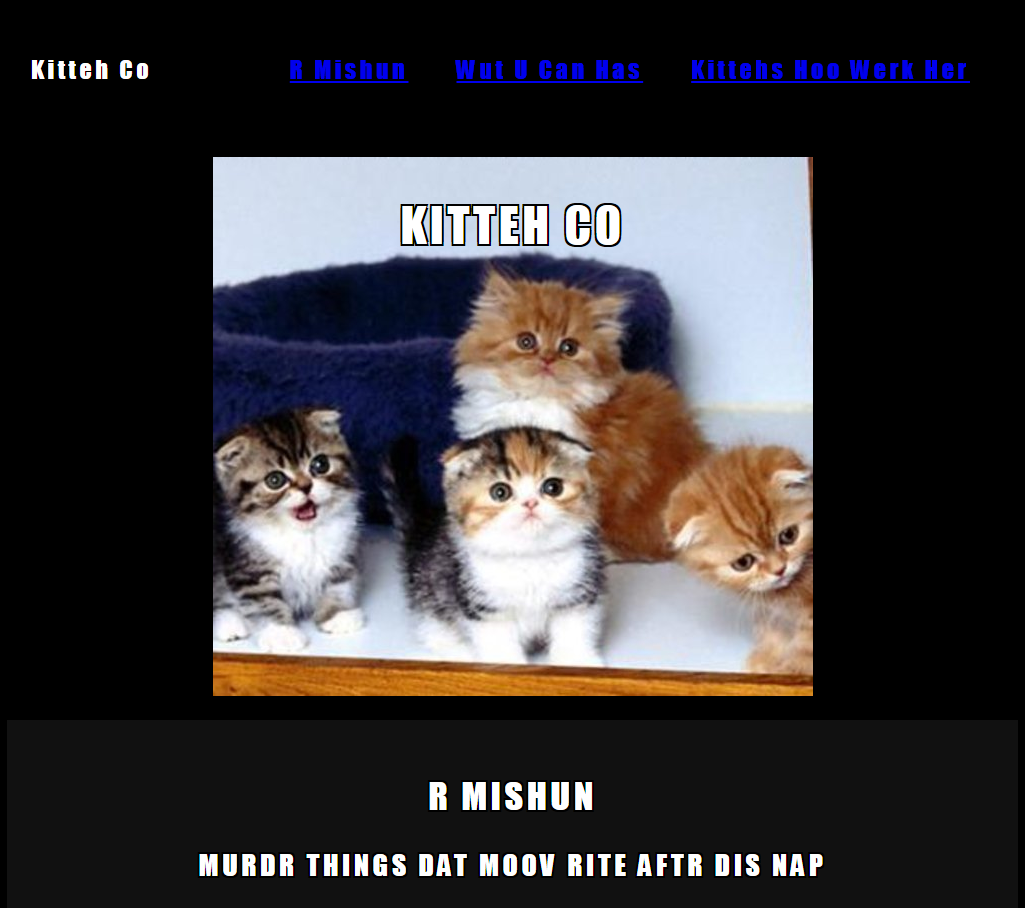 Kitteh Co
R Mishun
Wut U Can Has
Kittehs Hoo Werk Her
KITTEH CO
R MISHUN
MURDR THINGS DAT MOOV RITE AFTR DIS NAP